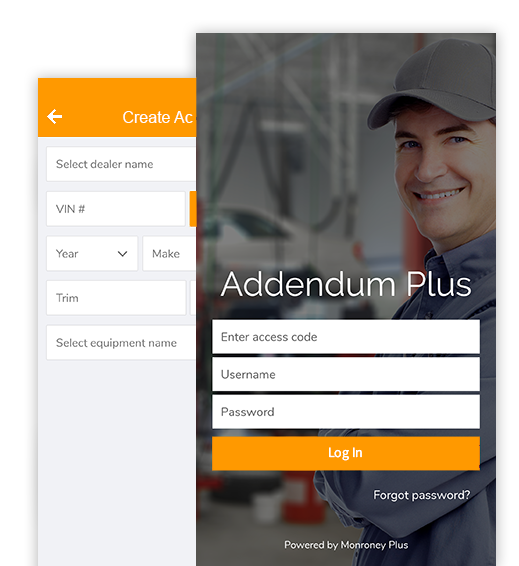 Create Ac
Select dealer name
VIN #
Year
Make
Trim
Select equipment name
Addendum Plus
Enter access code
Username
Password
Log In
Forgot password?
Powered by Monroney Plus